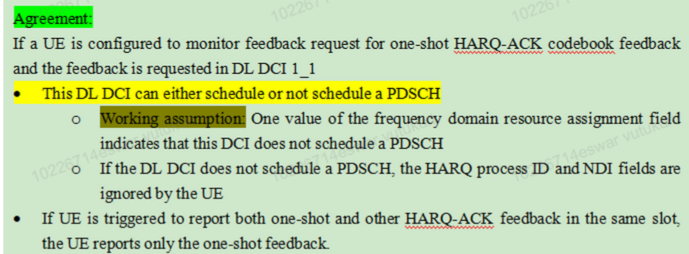 Agreement:
If a UE is configured to monitor feedback request for one-shot HARQ-ACK codebook feedback
and the feedback is requested in DL DCI 1_1
• This DL DCI can either schedule or not schedule a PDSCH
o Working assumption: One value of the frequency domain resource assignment field
indicates that this DCI does not schedule a PDSCH
o If the DL DCI does not schedule a PDSCH, the HARQ process ID and NDI fields are
ignored by the UE
• If UE is triggered to report both one-shot and other HARQ-ACK feedback in the same slot,
the UE reports only the one-shot feedback.